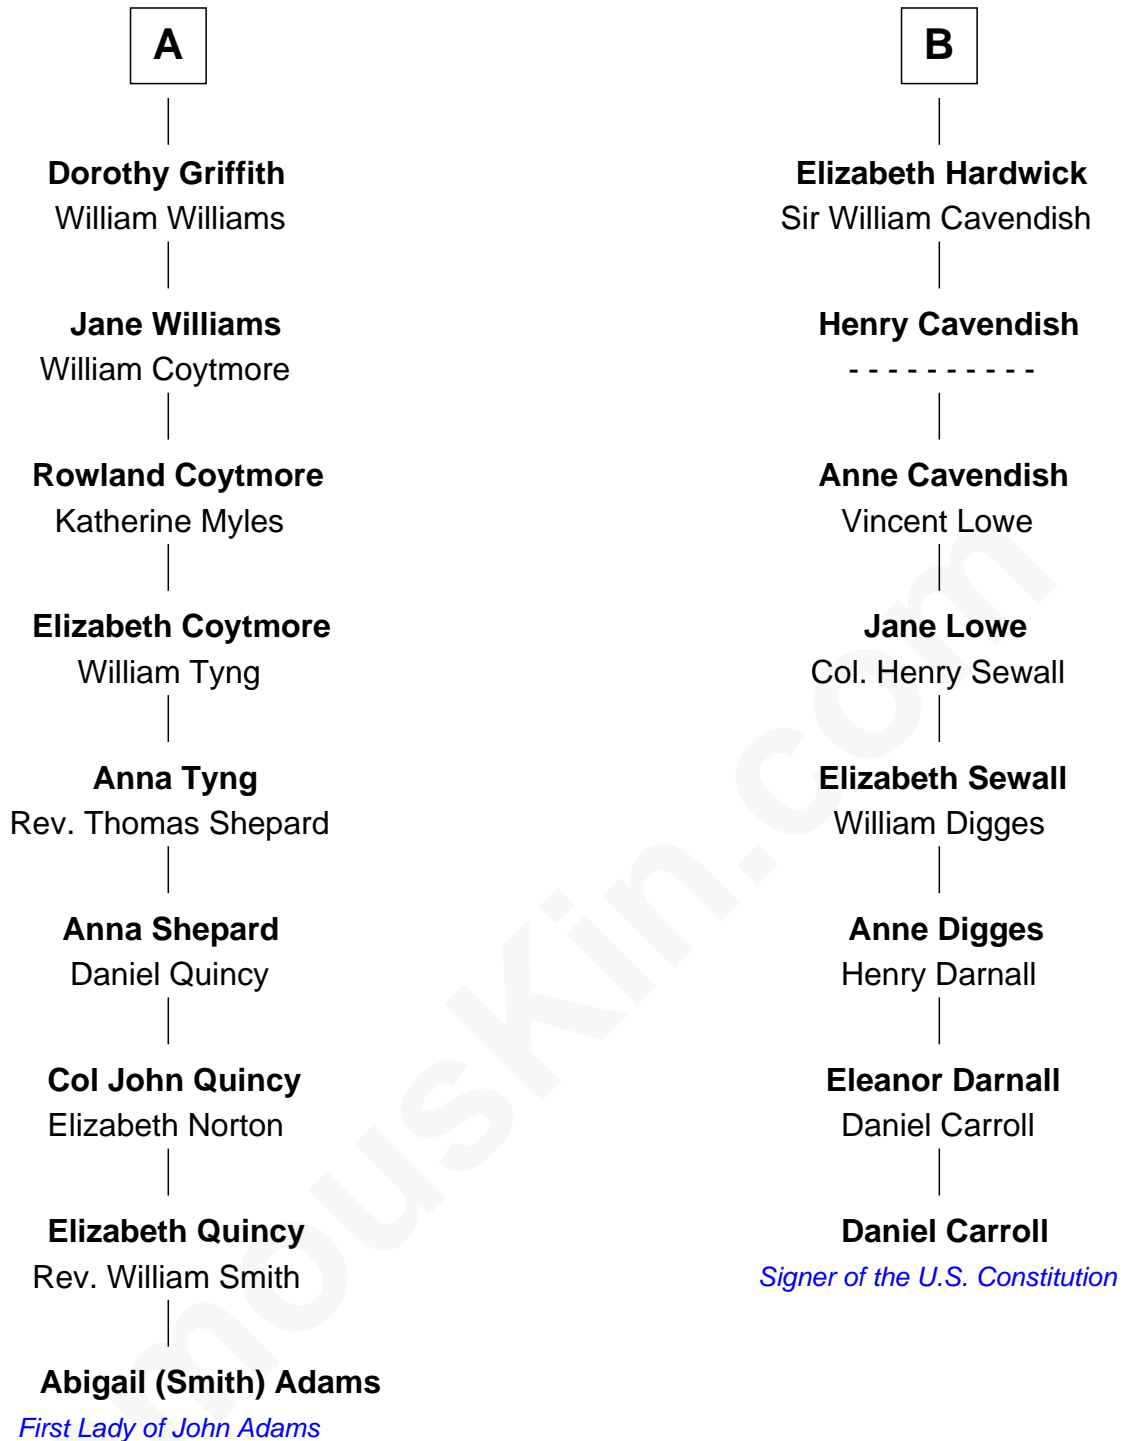 A
Dorothy Griffith
William Williams
Jane Williams
William Coytmore
Rowland Coytmore
Katherine Myles
Elizabeth Coytmore
William Tyng
Anna Tyng
Rev. Thomas Shepard
Anna Shepard
Daniel Quincy
Col John Quincy
Elizabeth Norton
Elizabeth Quincy
Rev. William Smith
Abigail (Smith) Adams
First Lady of John Adams
B
Elizabeth Hardwick
Sir William Cavendish
Henry Cavendish
- - - - - - - - - -
Anne Cavendish
Vincent Lowe
Jane Lowe
Col. Henry Sewall
Elizabeth Sewall
William Digges
Anne Digges
Henry Darnall
Eleanor Darnall
Daniel Carroll
Daniel Carroll
Signer of the U.S. Constitution
mousKin.com